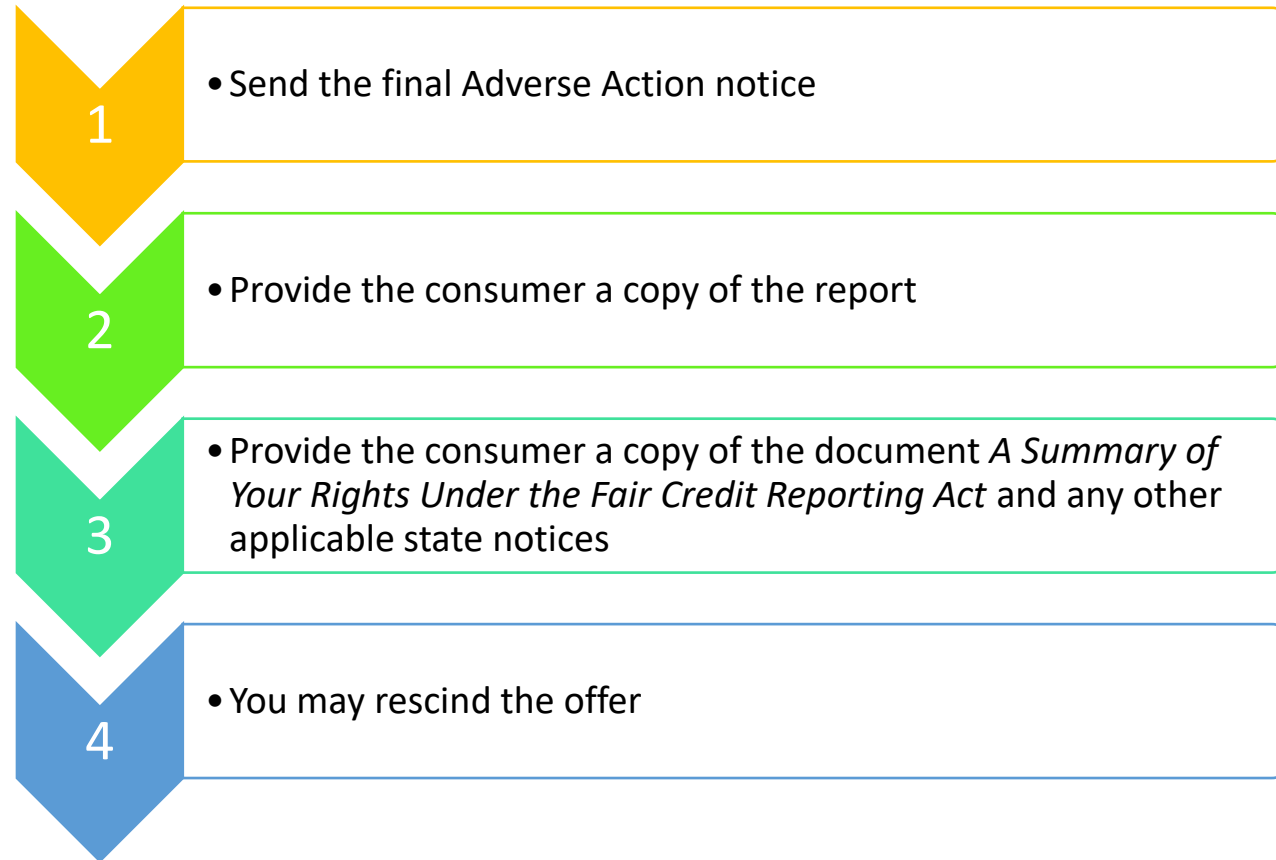 1
• Send the final Adverse Action notice
2
• Provide the consumer a copy of the report
3
• Provide the consumer a copy of the document A Summary of
Your Rights Under the Fair Credit Reporting Act and any other
applicable state notices
4
• You may rescind the offer